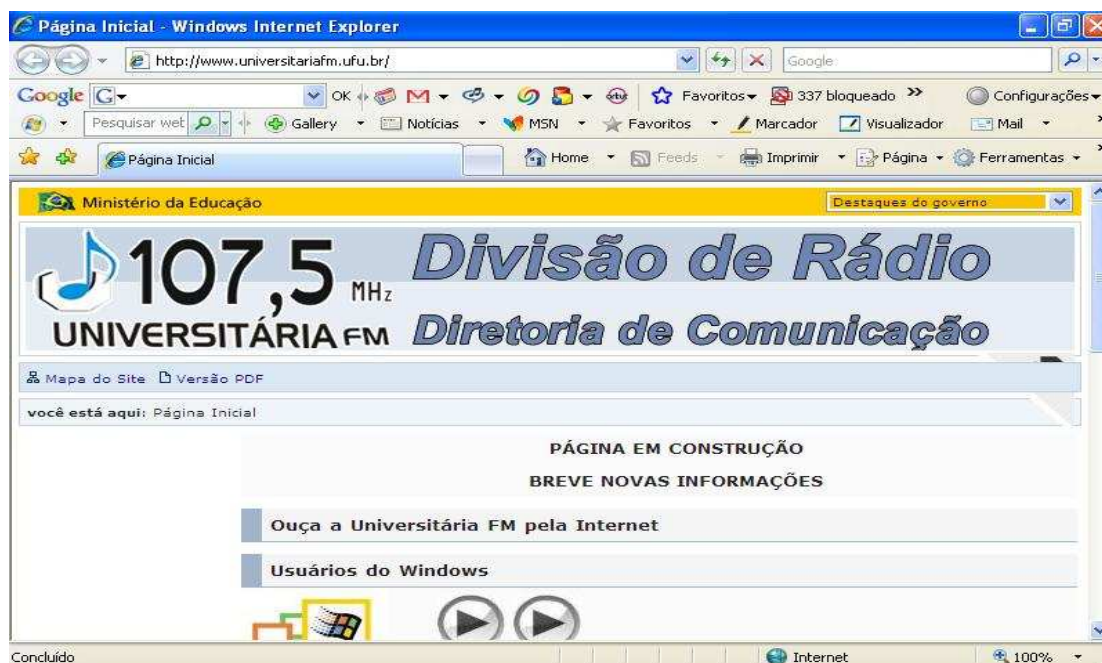 Página Inicial - Windows Internet Explorer
http://www.universitariafm.ufu.br/ Google
Google G OK Favoritos 337 bloqueado » Configurações
Pesquisar web Gallery Notícias MSN Favoritos Marcador Visualizador Mail
Página Inicial Home Feeds Imprimir Página Ferramentas
Ministério da Educação Destaques do governo
107,5 MHz Divisão de Rádio
UNIVERSITÁRIA FM Diretoria de Comunicação
Mapa do Site Versão PDF
você está aqui: Página Inicial
PÁGINA EM CONSTRUÇÃO
BREVE NOVAS INFORMAÇÕES
Ouça a Universitária FM pela Internet
Usuários do Windows
Concluído Internet 100%